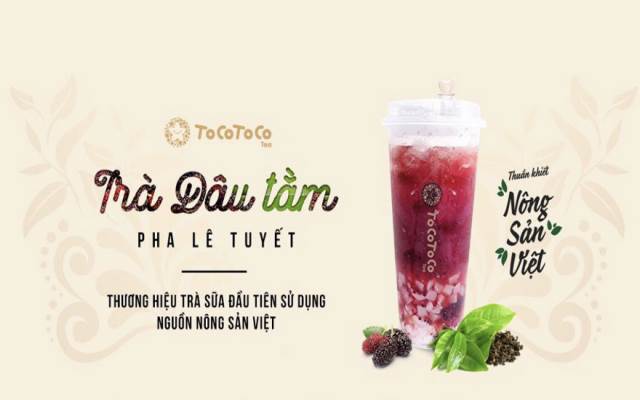 ToCoToCo
Tea
Trà Dâu tằm
PHA LÊ TUYẾT
THƯƠNG HIỆU TRÀ SỮA ĐẦU TIÊN SỬ DỤNG
NGUỒN NÔNG SẢN VIỆT
ToCoToCo
Tea
Thuần khiết
Nông
Sản
Việt